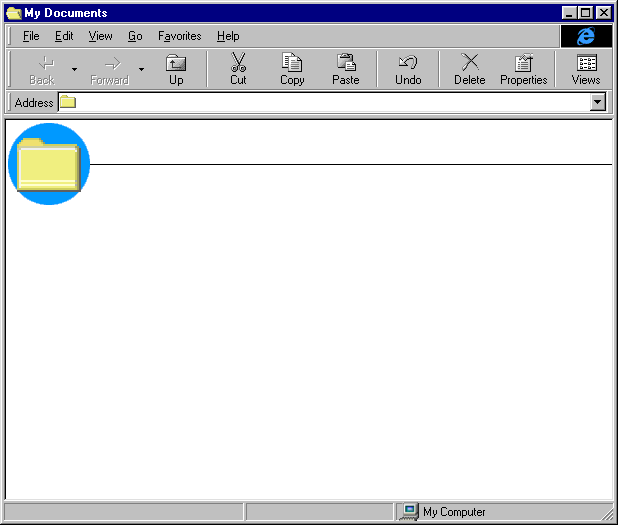 My Documents
File Edit View Go Favorites Help
Back Forward Up Cut Copy Paste Undo Delete Properties Views
Address
My Computer